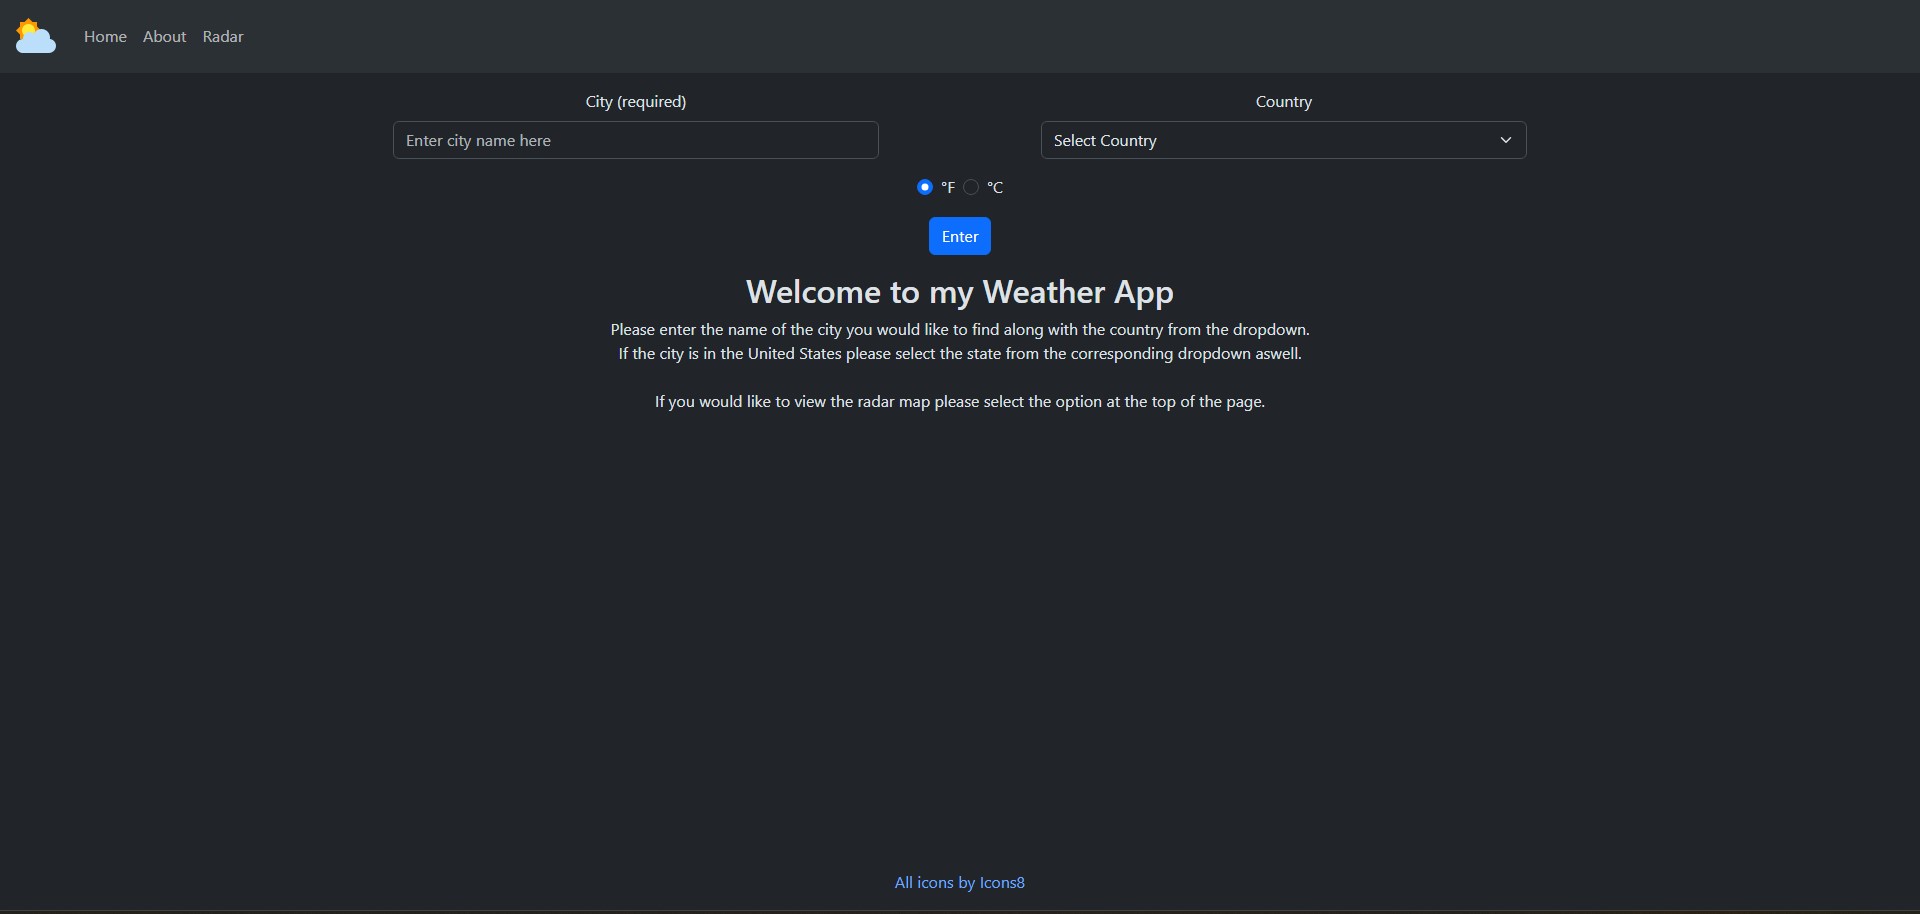 Home About Radar
City (required)
Country
Enter city name here
Select Country
°F °C
Enter
Welcome to my Weather App
Please enter the name of the city you would like to find along with the country from the dropdown.
If the city is in the United States please select the state from the corresponding dropdown aswell.
If you would like to view the radar map please select the option at the top of the page.
All icons by Icons8